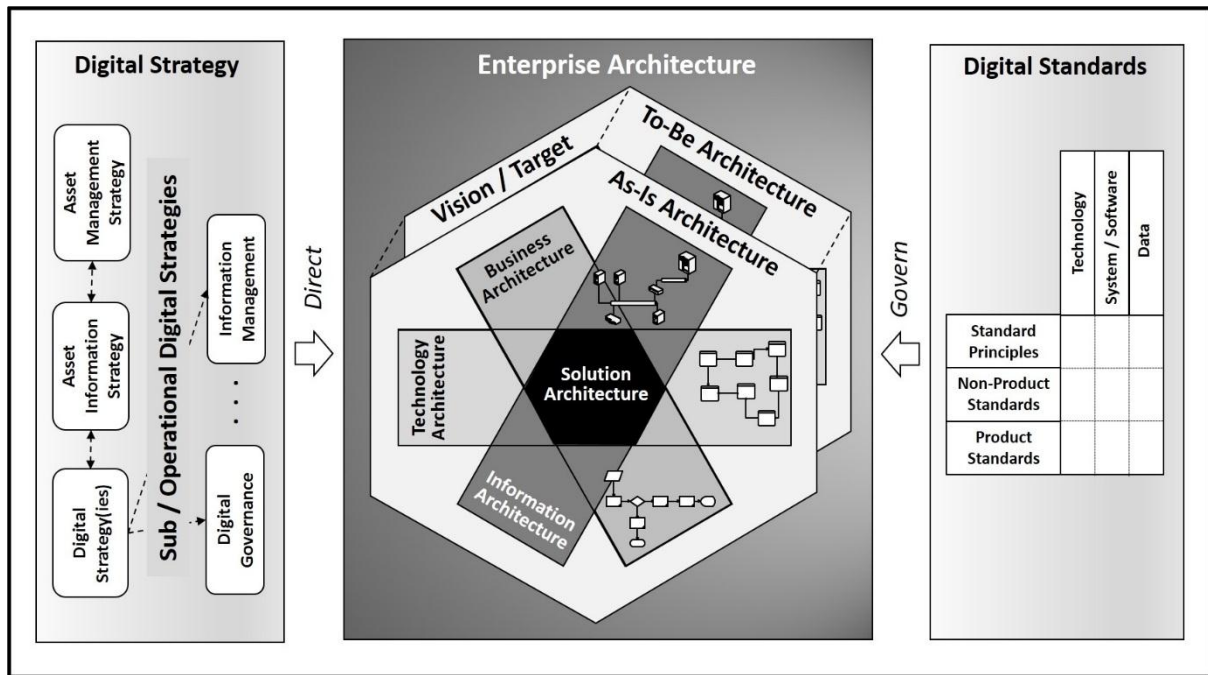 Digital Strategy
Asset
Management
Strategy
Asset
Information
Strategy
Digital
Strategy(ies)
Sub / Operational Digital Strategies
Information
Management
Digital
Governance
Direct
Enterprise Architecture
Vision / Target
To-Be Architecture
As-Is Architecture
Business
Architecture
Technology
Architecture
Solution
Architecture
Information
Architecture
Govern
Digital Standards
Technology
System / Software
Data
Standard
Principles
Non-Product
Standards
Product
Standards